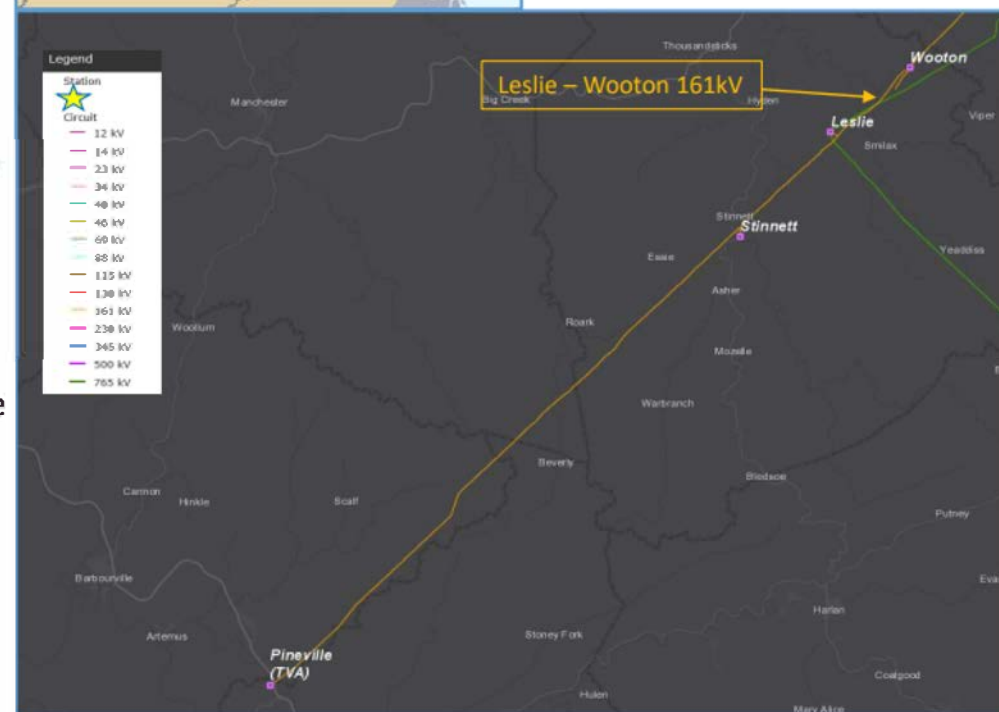 Legend
Station
Circuit
12 kV
14 kV
23 kV
34 kV
40 kV
46 kV
69 kV
88 kV
115 kV
138 kV
161 kV
230 kV
345 kV
500 kV
765 kV
Thousandsticks
Wooton
Leslie – Wooton 161kV
Manchester
Big Creek
Hyden
Viper
Leslie
Smilax
Stinnett
Stinnett
Essie
Yeaddiss
Asher
Roark
Woollum
Mozelle
e
Warbranch
Beverly
Bledsoe
Cannon
Hinkle
Scalf
Putney
Barbourville
Eva
Harlan
Artemus
Stoney Fork
Pineville
(TVA)
Coalgood
Hulen
Mary Alice